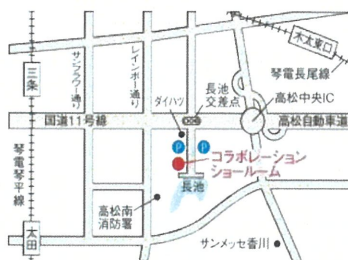 木太東口
琴電長尾線
三条
サンフラワー通り
レインボー通り
長池
交差点
高松中央IC
ダイハツ
国道11号線
高松自動車道
P
P
コラボレーション
ショールーム
長池
琴電琴平線
高松南
消防署
太田
サンメッセ香川